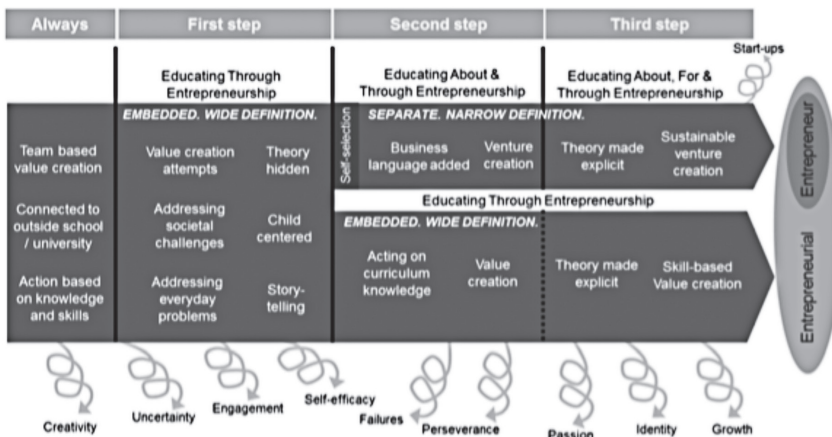 Always
First step
Second step
Third step
Start-ups
Educating Through
Entrepreneurship
Educating About &
Through Entrepreneurship
Educating About, For &
Through Entrepreneurship
EMBEDDED. WIDE DEFINITION.
Self-selection
SEPARATE. NARROW DEFINITION.
Team based
value creation
Value creation
attempts
Theory
hidden
Business
language added
Venture
creation
Theory made
explicit
Sustainable
venture
creation
Entrepreneur
Educating Through Entrepreneurship
Connected to
outside school
/ university
Addressing
societal
challenges
Child
centered
EMBEDDED. WIDE DEFINITION.
Action based
on knowledge
and skills
Addressing
everyday
problems
Story-
telling
Acting on
curriculum
knowledge
Value
creation
Theory made
explicit
Skill-based
Value creation
Entrepreneurial
Creativity
Uncertainty
Engagement
Self-efficacy
Failures
Perseverance
Passion
Identity
Growth